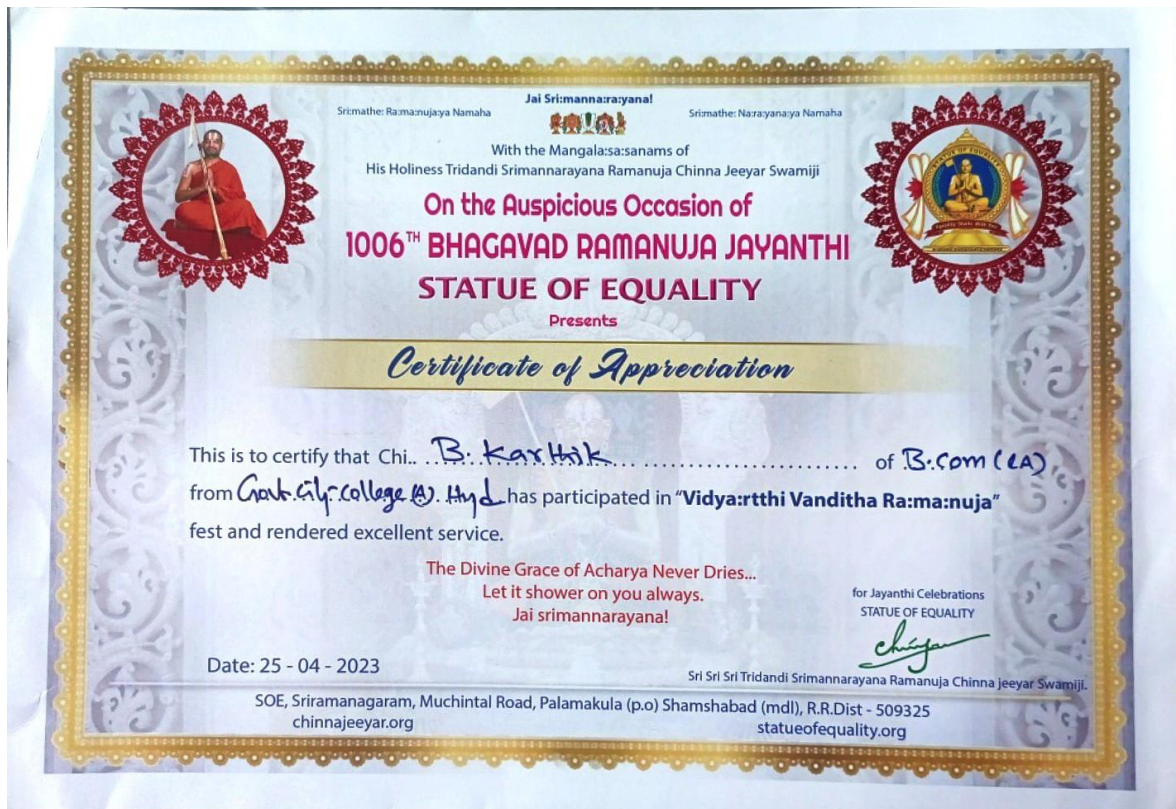 Jai Sri:manna:ra:yana!
Sri:mathe: Ra:ma:nuja:ya Namaha
Sri:mathe: Na:ra:yana:ya Namaha
With the Mangala:sa:sanams of
His Holiness Tridandi Srimannarayana Ramanuja Chinna Jeeyar Swamiji
On the Auspicious Occasion of
1006TH BHAGAVAD RAMANUJA JAYANTHI
STATUE OF EQUALITY
Presents
Certificate of Appreciation
STATUE OF EQUALITY
This is to certify that Chi.. B. Karthik of B.Com (CA)
from Govt. City College (A). Hyd has participated in "Vidya:rtthi Vanditha Ra:ma:nuja"
fest and rendered excellent service.
The Divine Grace of Acharya Never Dries...
Let it shower on you always.
Jai srimannarayana!
for Jayanthi Celebrations
STATUE OF EQUALITY
Date: 25 - 04 - 2023
Sri Sri Sri Tridandi Srimannarayana Ramanuja Chinna jeeyar Swamiji.
SOE, Sriramanagaram, Muchintal Road, Palamakula (p.o) Shamshabad (mdl), R.R.Dist - 509325
chinnajeeyar.org
statueofequality.org